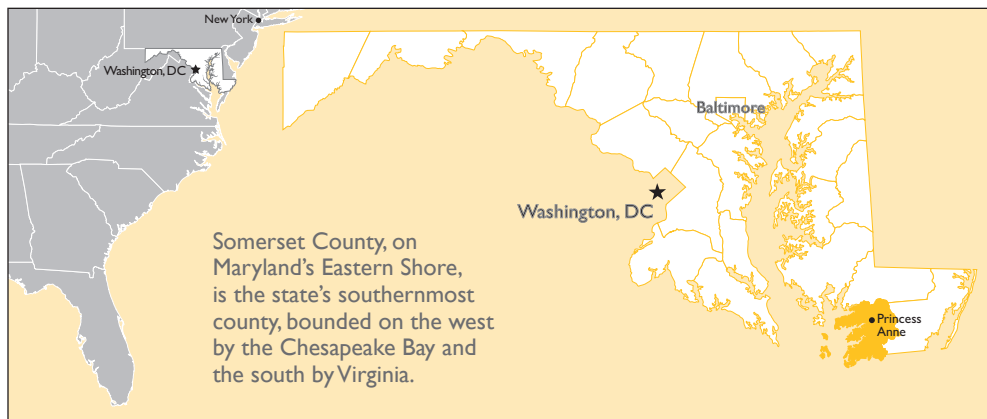 New York
Washington, DC
Baltimore
Washington, DC
Somerset County, on
Maryland's Eastern Shore,
is the state's southernmost
county, bounded on the west
by the Chesapeake Bay and
the south by Virginia.
Princess
Anne